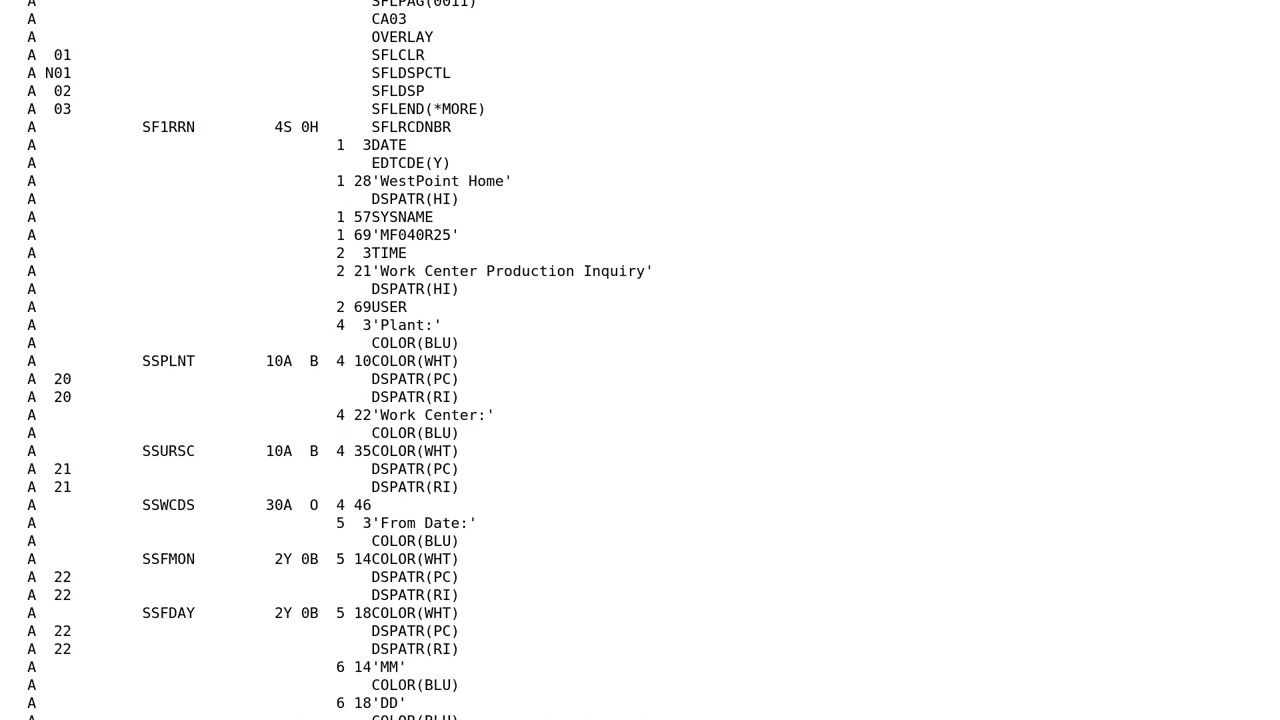 A                                      SFLPAG(0011)
A                                      CA03
A                                      OVERLAY
A  01                                  SFLCLR
A N01                                  SFLDSPCTL
A  02                                  SFLDSP
A  03                                  SFLEND(*MORE)
A            SF1RRN         4S 0H      SFLRCDNBR
A                                  1  3DATE
A                                      EDTCDE(Y)
A                                  1 28'WestPoint Home'
A                                      DSPATR(HI)
A                                  1 57SYSNAME
A                                  1 69'MF040R25'
A                                  2  3TIME
A                                  2 21'Work Center Production Inquiry'
A                                      DSPATR(HI)
A                                  2 69USER
A                                  4  3'Plant:'
A                                      COLOR(BLU)
A            SSPLNT        10A  B  4 10COLOR(WHT)
A  20                                  DSPATR(PC)
A  20                                  DSPATR(RI)
A                                  4 22'Work Center:'
A                                      COLOR(BLU)
A            SSURSC        10A  B  4 35COLOR(WHT)
A  21                                  DSPATR(PC)
A  21                                  DSPATR(RI)
A            SSWCDS        30A  O  4 46
A                                  5  3'From Date:'
A                                      COLOR(BLU)
A            SSFMON         2Y 0B  5 14COLOR(WHT)
A  22                                  DSPATR(PC)
A  22                                  DSPATR(RI)
A            SSFDAY         2Y 0B  5 18COLOR(WHT)
A  22                                  DSPATR(PC)
A  22                                  DSPATR(RI)
A                                  6 14'MM'
A                                      COLOR(BLU)
A                                  6 18'DD'
A                                      COLOR(BLU)